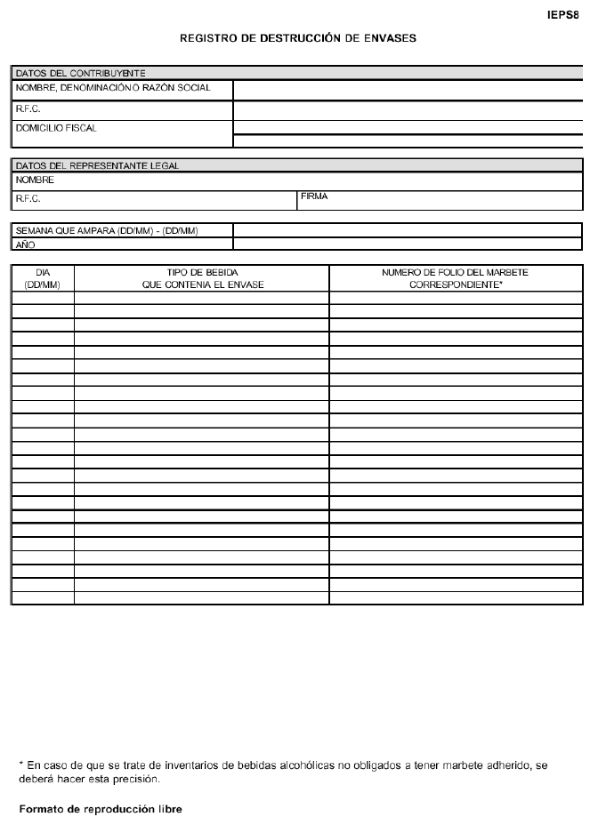 IEPS8
REGISTRO DE DESTRUCCIÓN DE ENVASES
DATOS DEL CONTRIBUYENTE
NOMBRE, DENOMINACIÓN O RAZÓN SOCIAL
R.F.C.
DOMICILIO FISCAL
DATOS DEL REPRESENTANTE LEGAL
NOMBRE
R.F.C. FIRMA
SEMANA QUE AMPARA (DD/MM) - (DD/MM)
AÑO
DIA TIPO DE BEBIDA NUMERO DE FOLIO DEL MARBETE
(DD/MM) QUE CONTENIA EL ENVASE CORRESPONDIENTE*
* En caso de que se trate de inventarios de bebidas alcohólicas no obligados a tener marbete adherido, se
deberá hacer esta precisión.
Formato de reproducción libre